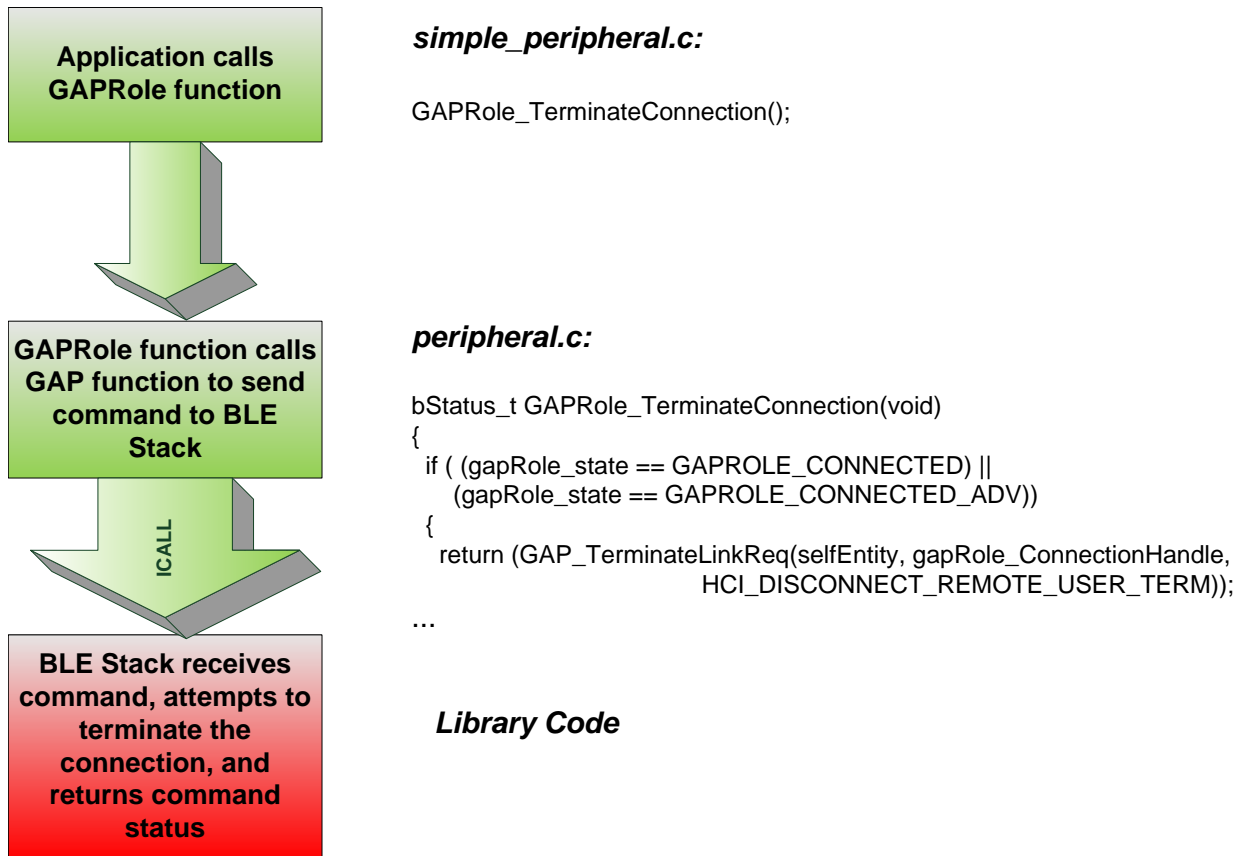 Application calls
GAPRole function
simple_peripheral.c:
GAPRole_TerminateConnection();
GAPRole function calls
GAP function to send
command to BLE
Stack
peripheral.c:
bStatus_t GAPRole_TerminateConnection(void)
{
if ( (gapRole_state == GAPROLE_CONNECTED) ||
(gapRole_state == GAPROLE_CONNECTED_ADV))
{
return (GAP_TerminateLinkReq(selfEntity, gapRole_ConnectionHandle,
HCI_DISCONNECT_REMOTE_USER_TERM));
...
ICALL
BLE Stack receives
command, attempts to
terminate the
connection, and
returns command
status
Library Code